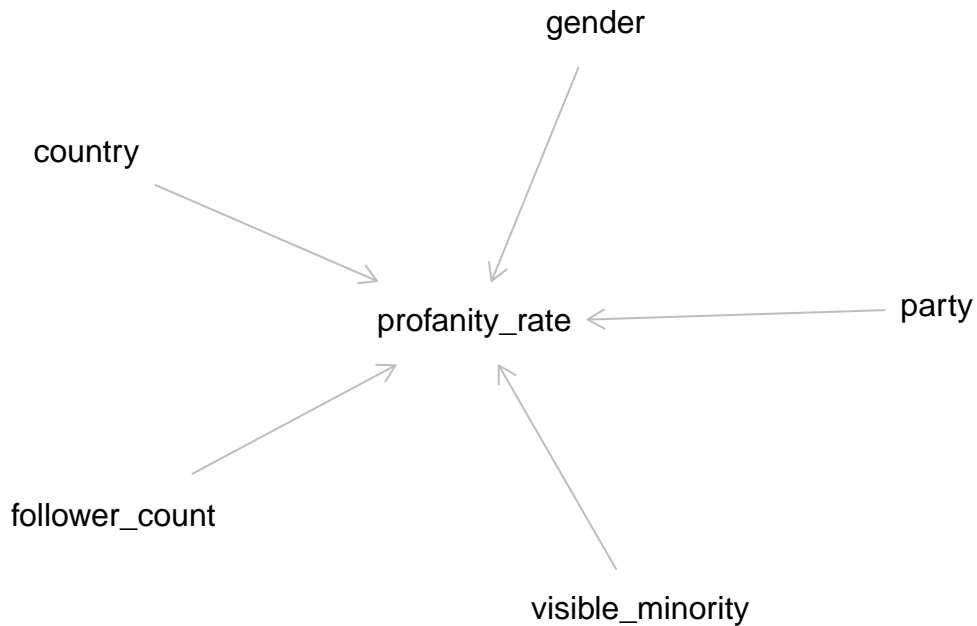 gender
country
party
profanity_rate
follower_count
visible_minority